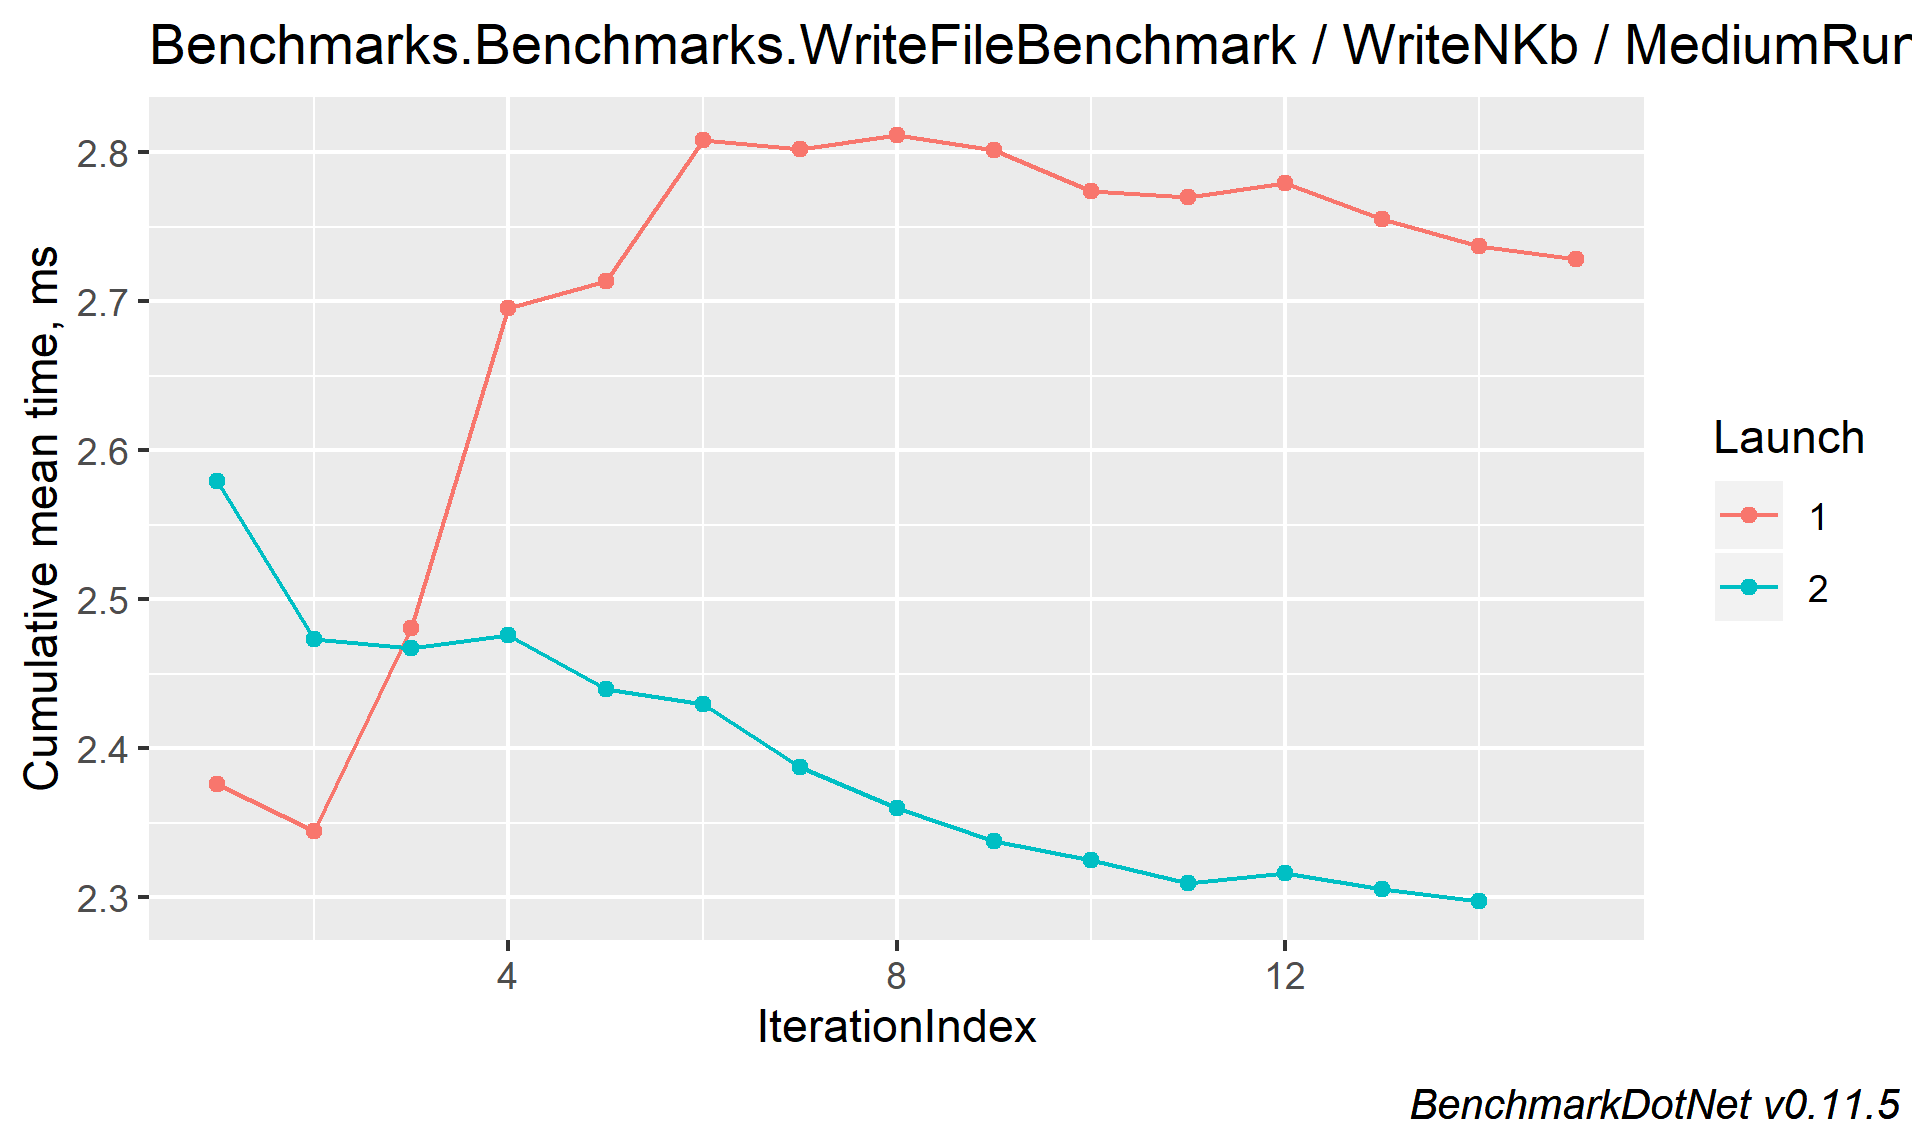 Benchmarks.Benchmarks.WriteFileBenchmark / WriteNKb / MediumRun
Cumulative mean time, ms
2.8
2.7
2.6
2.5
2.4
2.3
4 8 12
IterationIndex
Launch
1
2
BenchmarkDotNet v0.11.5